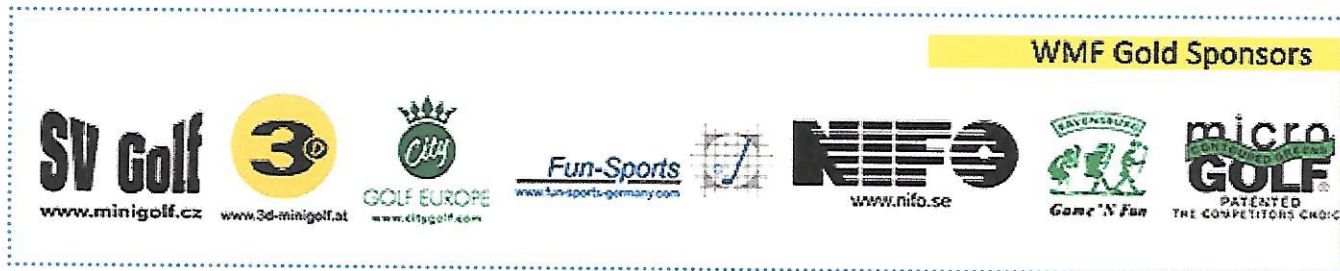 WMF Gold Sponsors
SV Golf
www.minigolf.cz
3D
www.3d-minigolf.at
City
GOLF EUROPE
www.citygolf.com
Fun-Sports
www.fun-sports-germany.com
NIFO
www.nifo.se
RAVENSBURG
Game 'N Fun
micro
CONTOURED GREENS
GOLF®
PATENTED
THE COMPETITORS CHOIC